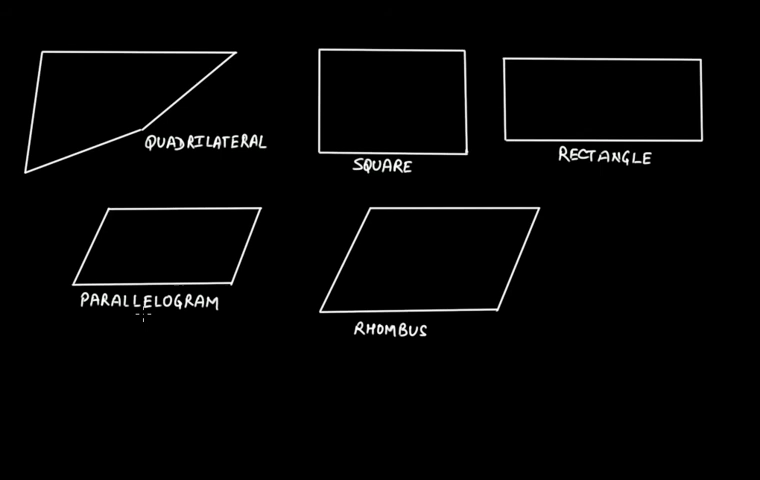 QUADRILATERAL
SQUARE
RECTANGLE
PARALLELOGRAM
RHOMBUS